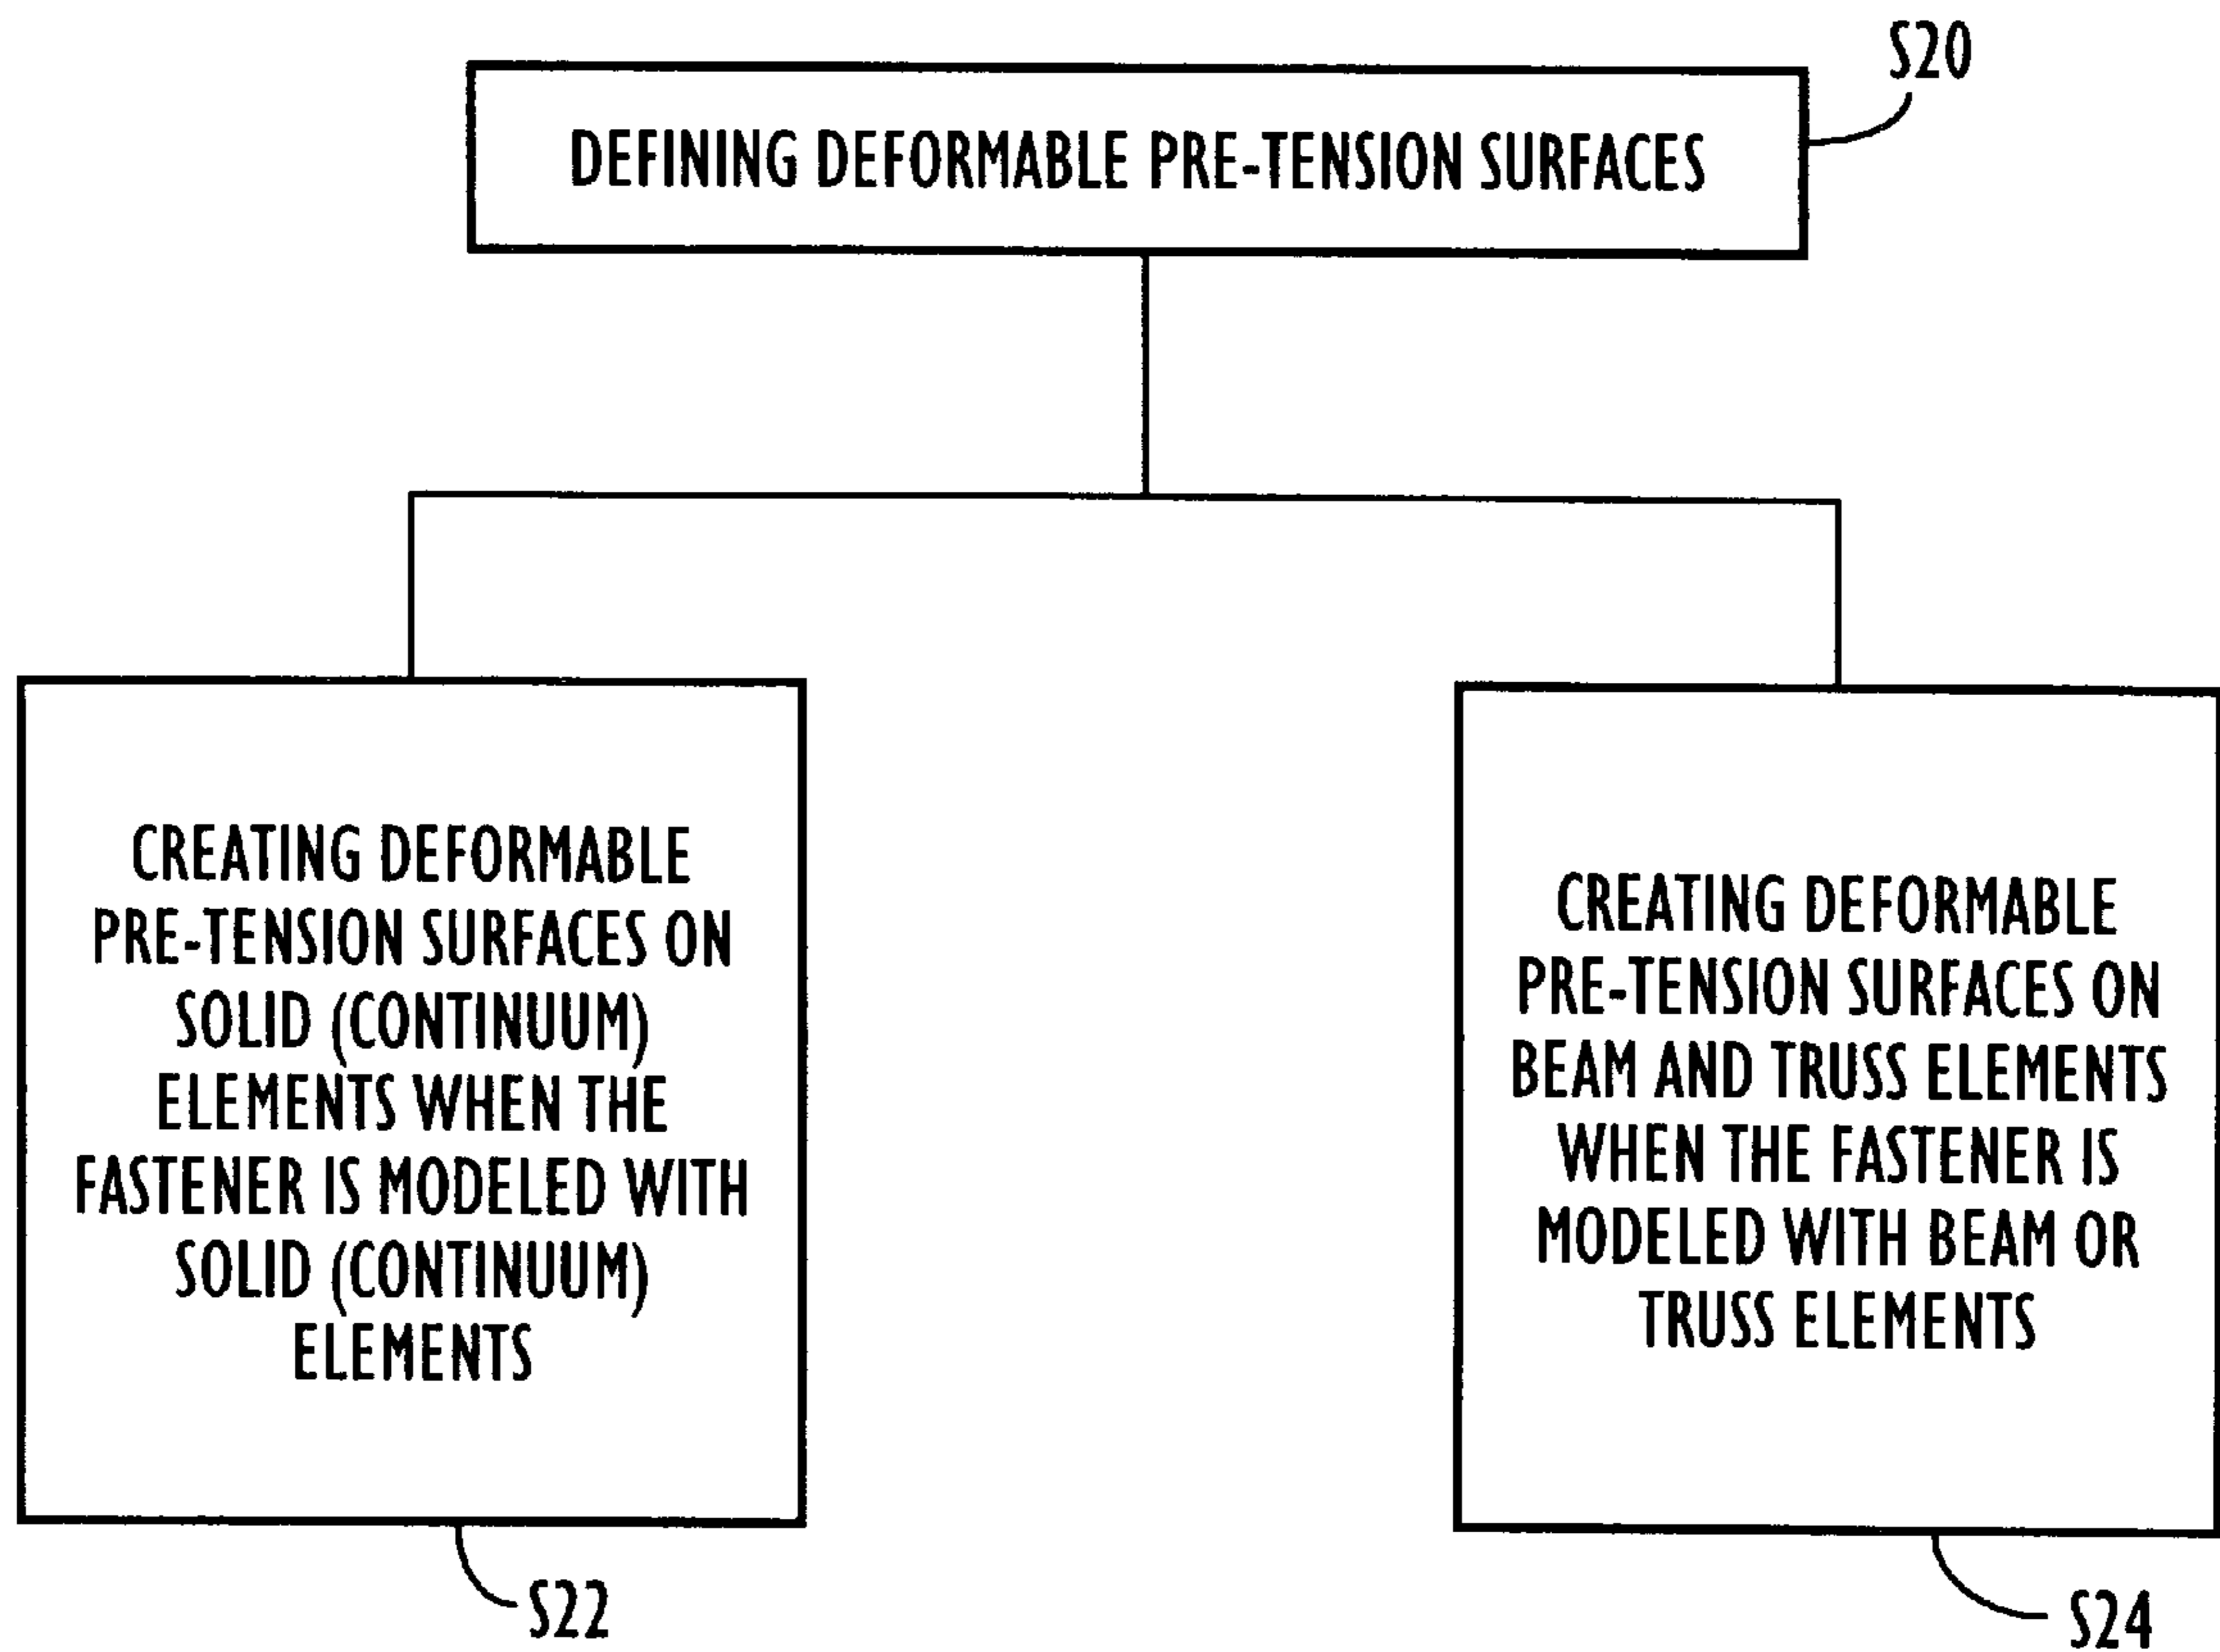 S20
DEFINING DEFORMABLE PRE-TENSION SURFACES
CREATING DEFORMABLE
PRE-TENSION SURFACES ON
SOLID (CONTINUUM)
ELEMENTS WHEN THE
FASTENER IS MODELED WITH
SOLID (CONTINUUM)
ELEMENTS
S22
CREATING DEFORMABLE
PRE-TENSION SURFACES ON
BEAM AND TRUSS ELEMENTS
WHEN THE FASTENER IS
MODELED WITH BEAM OR
TRUSS ELEMENTS
S24